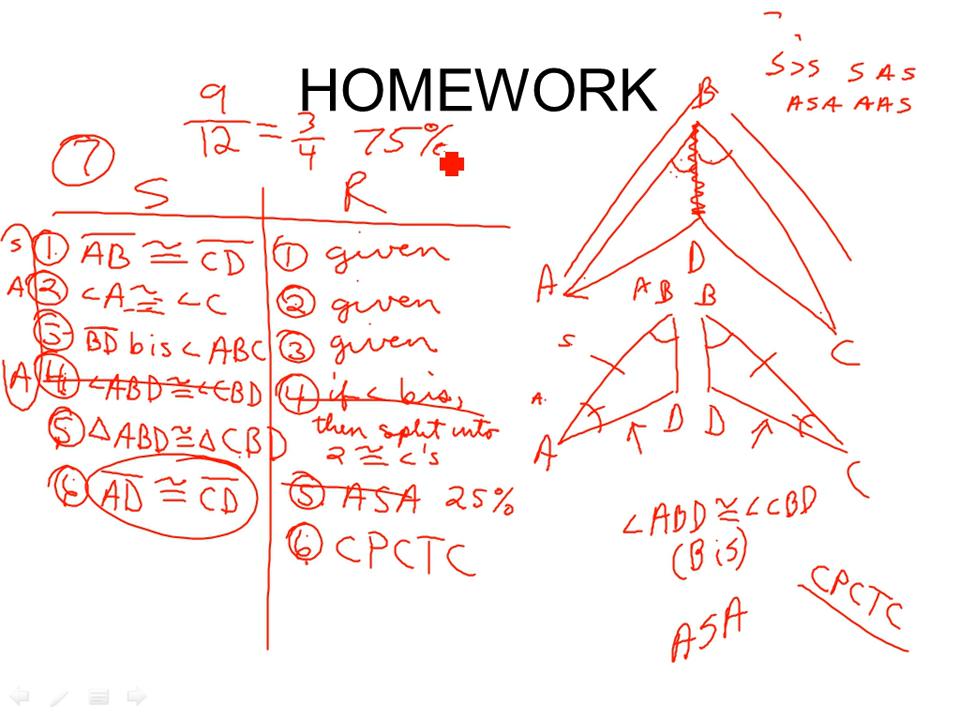 HOMEWORK
9/12 = 3/4 75%
7
S R
S 1. AB ≅ CD 1 given
A 2 ∠A ≅ ∠C 2 given
3 BD bis ∠ABC 3 given
A 4 ∠ABD ≅ ∠CBD 4 if ∠ bis,
then split into
2 ≅ ∠'s
5 △ABD ≅ △CBD
5 ASA 25%
6 AD ≅ CD
6 CPCTC
SSS SAS
ASA AAS
B
D
A
C
A B B
S
A
A D D C
∠ABD ≅ ∠CBD
(Bis)
ASA
CPCTC